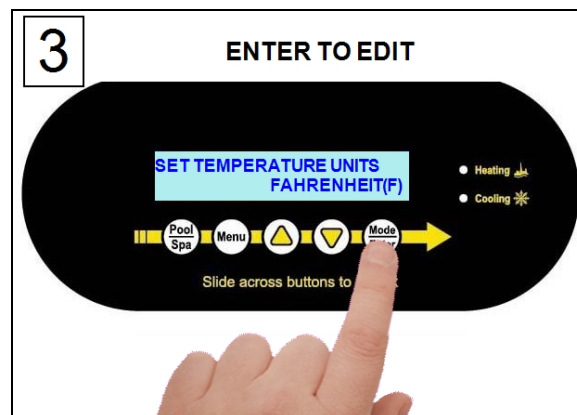 3
ENTER TO EDIT
SET TEMPERATURE UNITS
FAHRENHEIT(F)
Heating
Cooling
Pool
Spa
Menu
Mode
Slide across buttons to